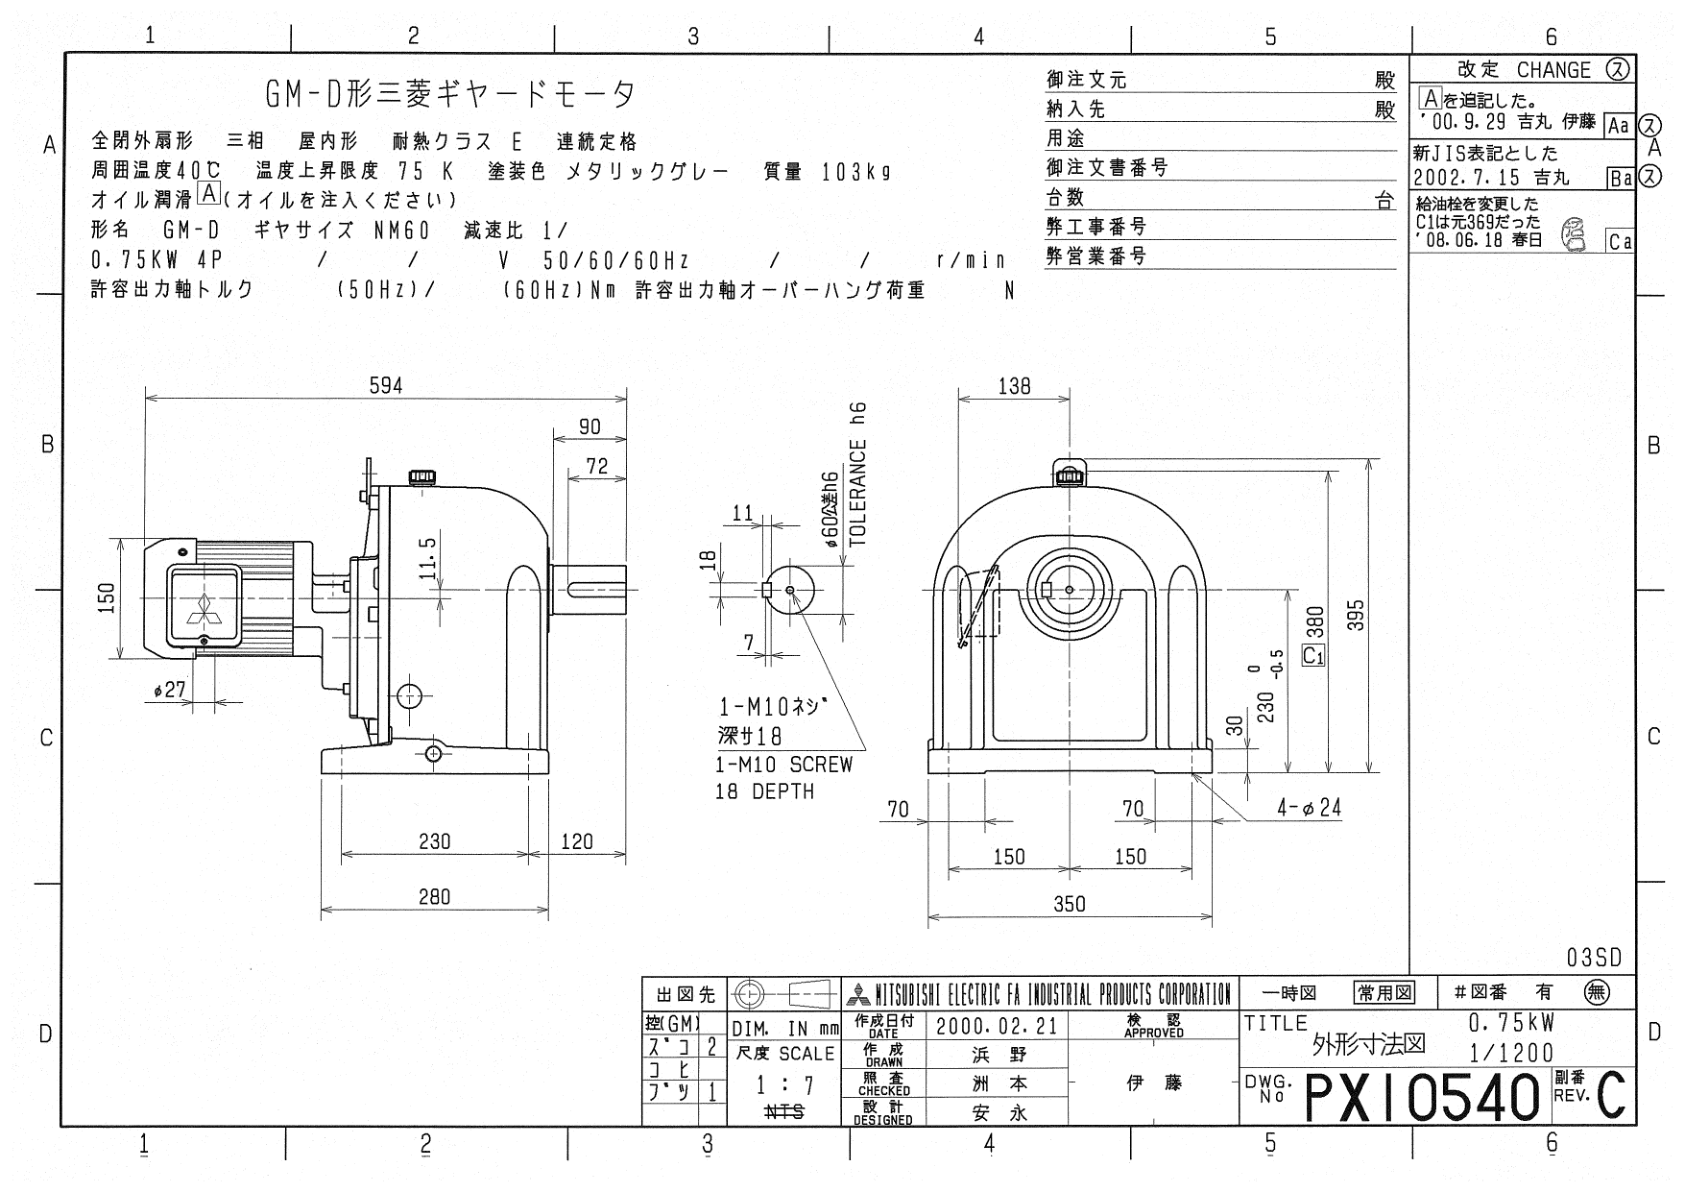 1 2 3 4 5 6
A
B
C
D
GM-D形三菱ギヤードモータ
全閉外扇形 三相 屋内形 耐熱クラス E 連続定格
周囲温度40℃ 温度上昇限度 75 K 塗装色 メタリックグレー 質量 103kg
オイル潤滑 A (オイルを注入ください)
形名 GM-D ギヤサイズ NM60 減速比 1/
0.75KW 4P / / V 50/60/60Hz / / r/min
許容出力軸トルク (50Hz)/ (60Hz)Nm 許容出力軸オーバーハング荷重 N
御注文元 殿
納入先 殿
用途
御注文書番号
台数 台
弊工事番号
弊営業番号
改定 CHANGE ス
Aを追記した。
'00.9.29 吉丸 伊藤 Aa ス
新JIS表記とした
2002.7.15 吉丸 Ba ス
給油栓を変更した
C1は元369だった
'08.06.18 春日 Ca
A
B
C
D
594
90
72
11.5
150
φ27
230
120
280
11
18
7
φ60公差h6
TOLERANCE h6
1-M10ネジ
深サ18
1-M10 SCREW
18 DEPTH
138
395
C1 380
230 0 -0.5
30
4-φ24
70
70
150
150
350
03SD
出図先
控(GM)
ズコ 2
コヒ
ブツ 1
DIM. IN mm
尺度 SCALE
1 : 7
NTS
MITSUBISHI ELECTRIC FA INDUSTRIAL PRODUCTS CORPORATION
作成日付 DATE 2000.02.21
作成 DRAWN 浜野
照査 CHECKED 洲本
設計 DESIGNED 安永
検認 APPROVED
伊藤
一時図 常用図 #図番 有 無
TITLE 外形寸法図
0.75kW
1/1200
DWG. No PX10540
副番 REV. C
1 2 3 4 5 6